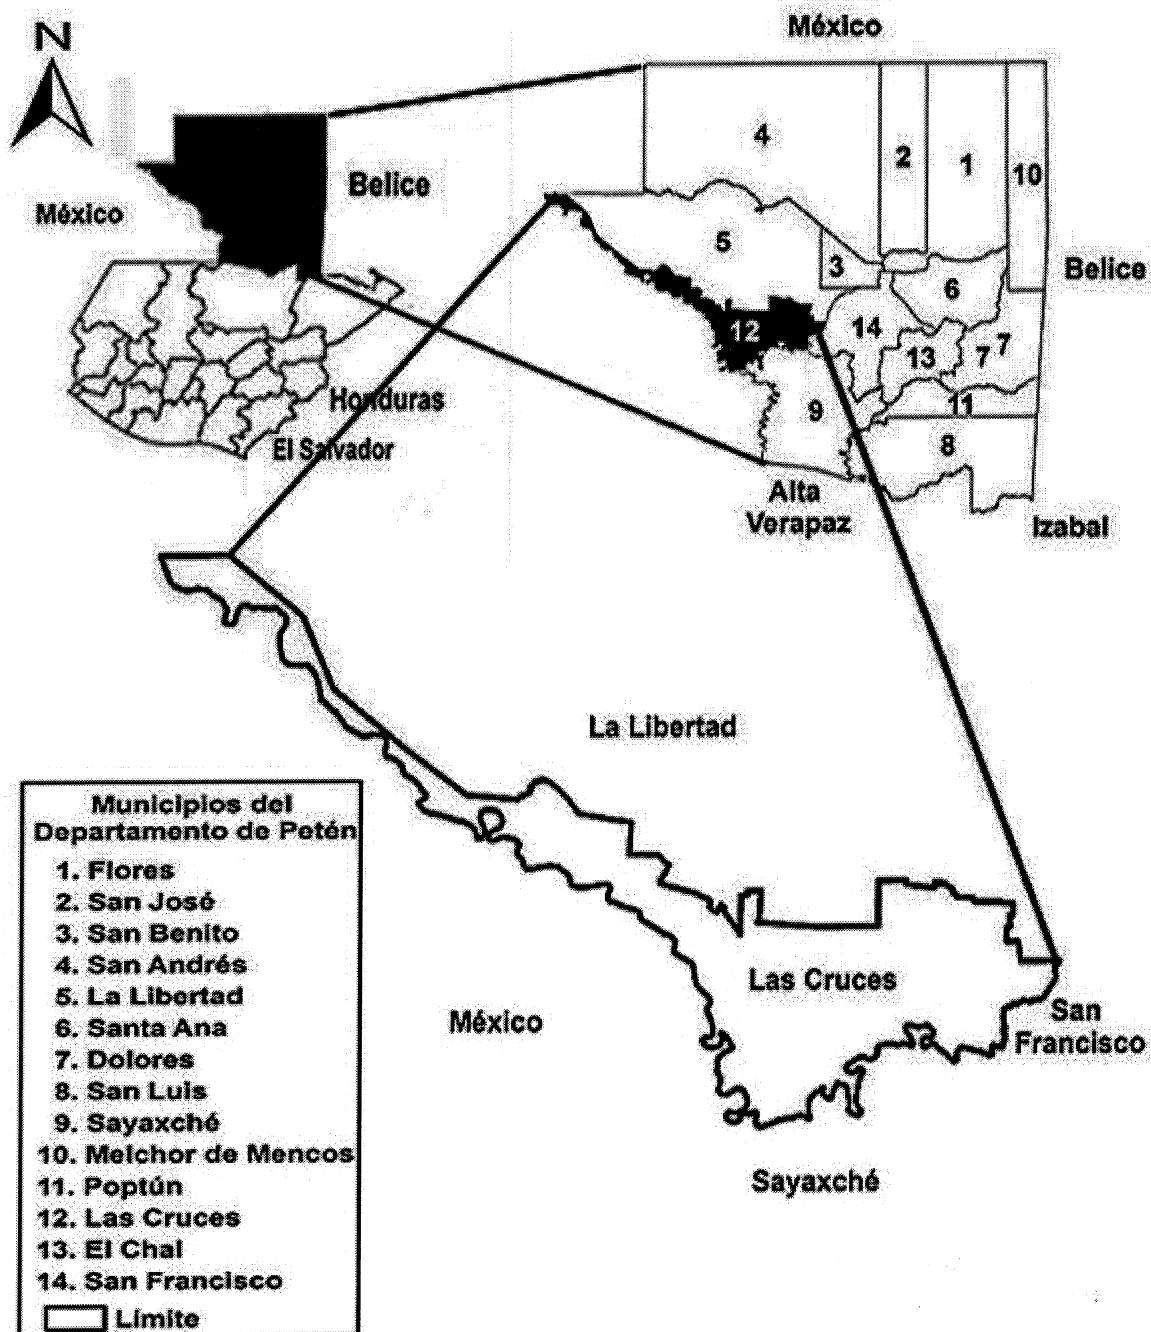 N
México
Belice
México
Honduras
El Salvador
4
2
1
10
5
3
6
Belice
12
14
13
7
7
9
11
8
Alta
Verapaz
Izabal
La Libertad
Las Cruces
México
San
Francisco
Sayaxché
Municipios del
Departamento de Petén
1. Flores
2. San José
3. San Benito
4. San Andrés
5. La Libertad
6. Santa Ana
7. Dolores
8. San Luis
9. Sayaxché
10. Melchor de Mencos
11. Poptún
12. Las Cruces
13. El Chal
14. San Francisco
Límite